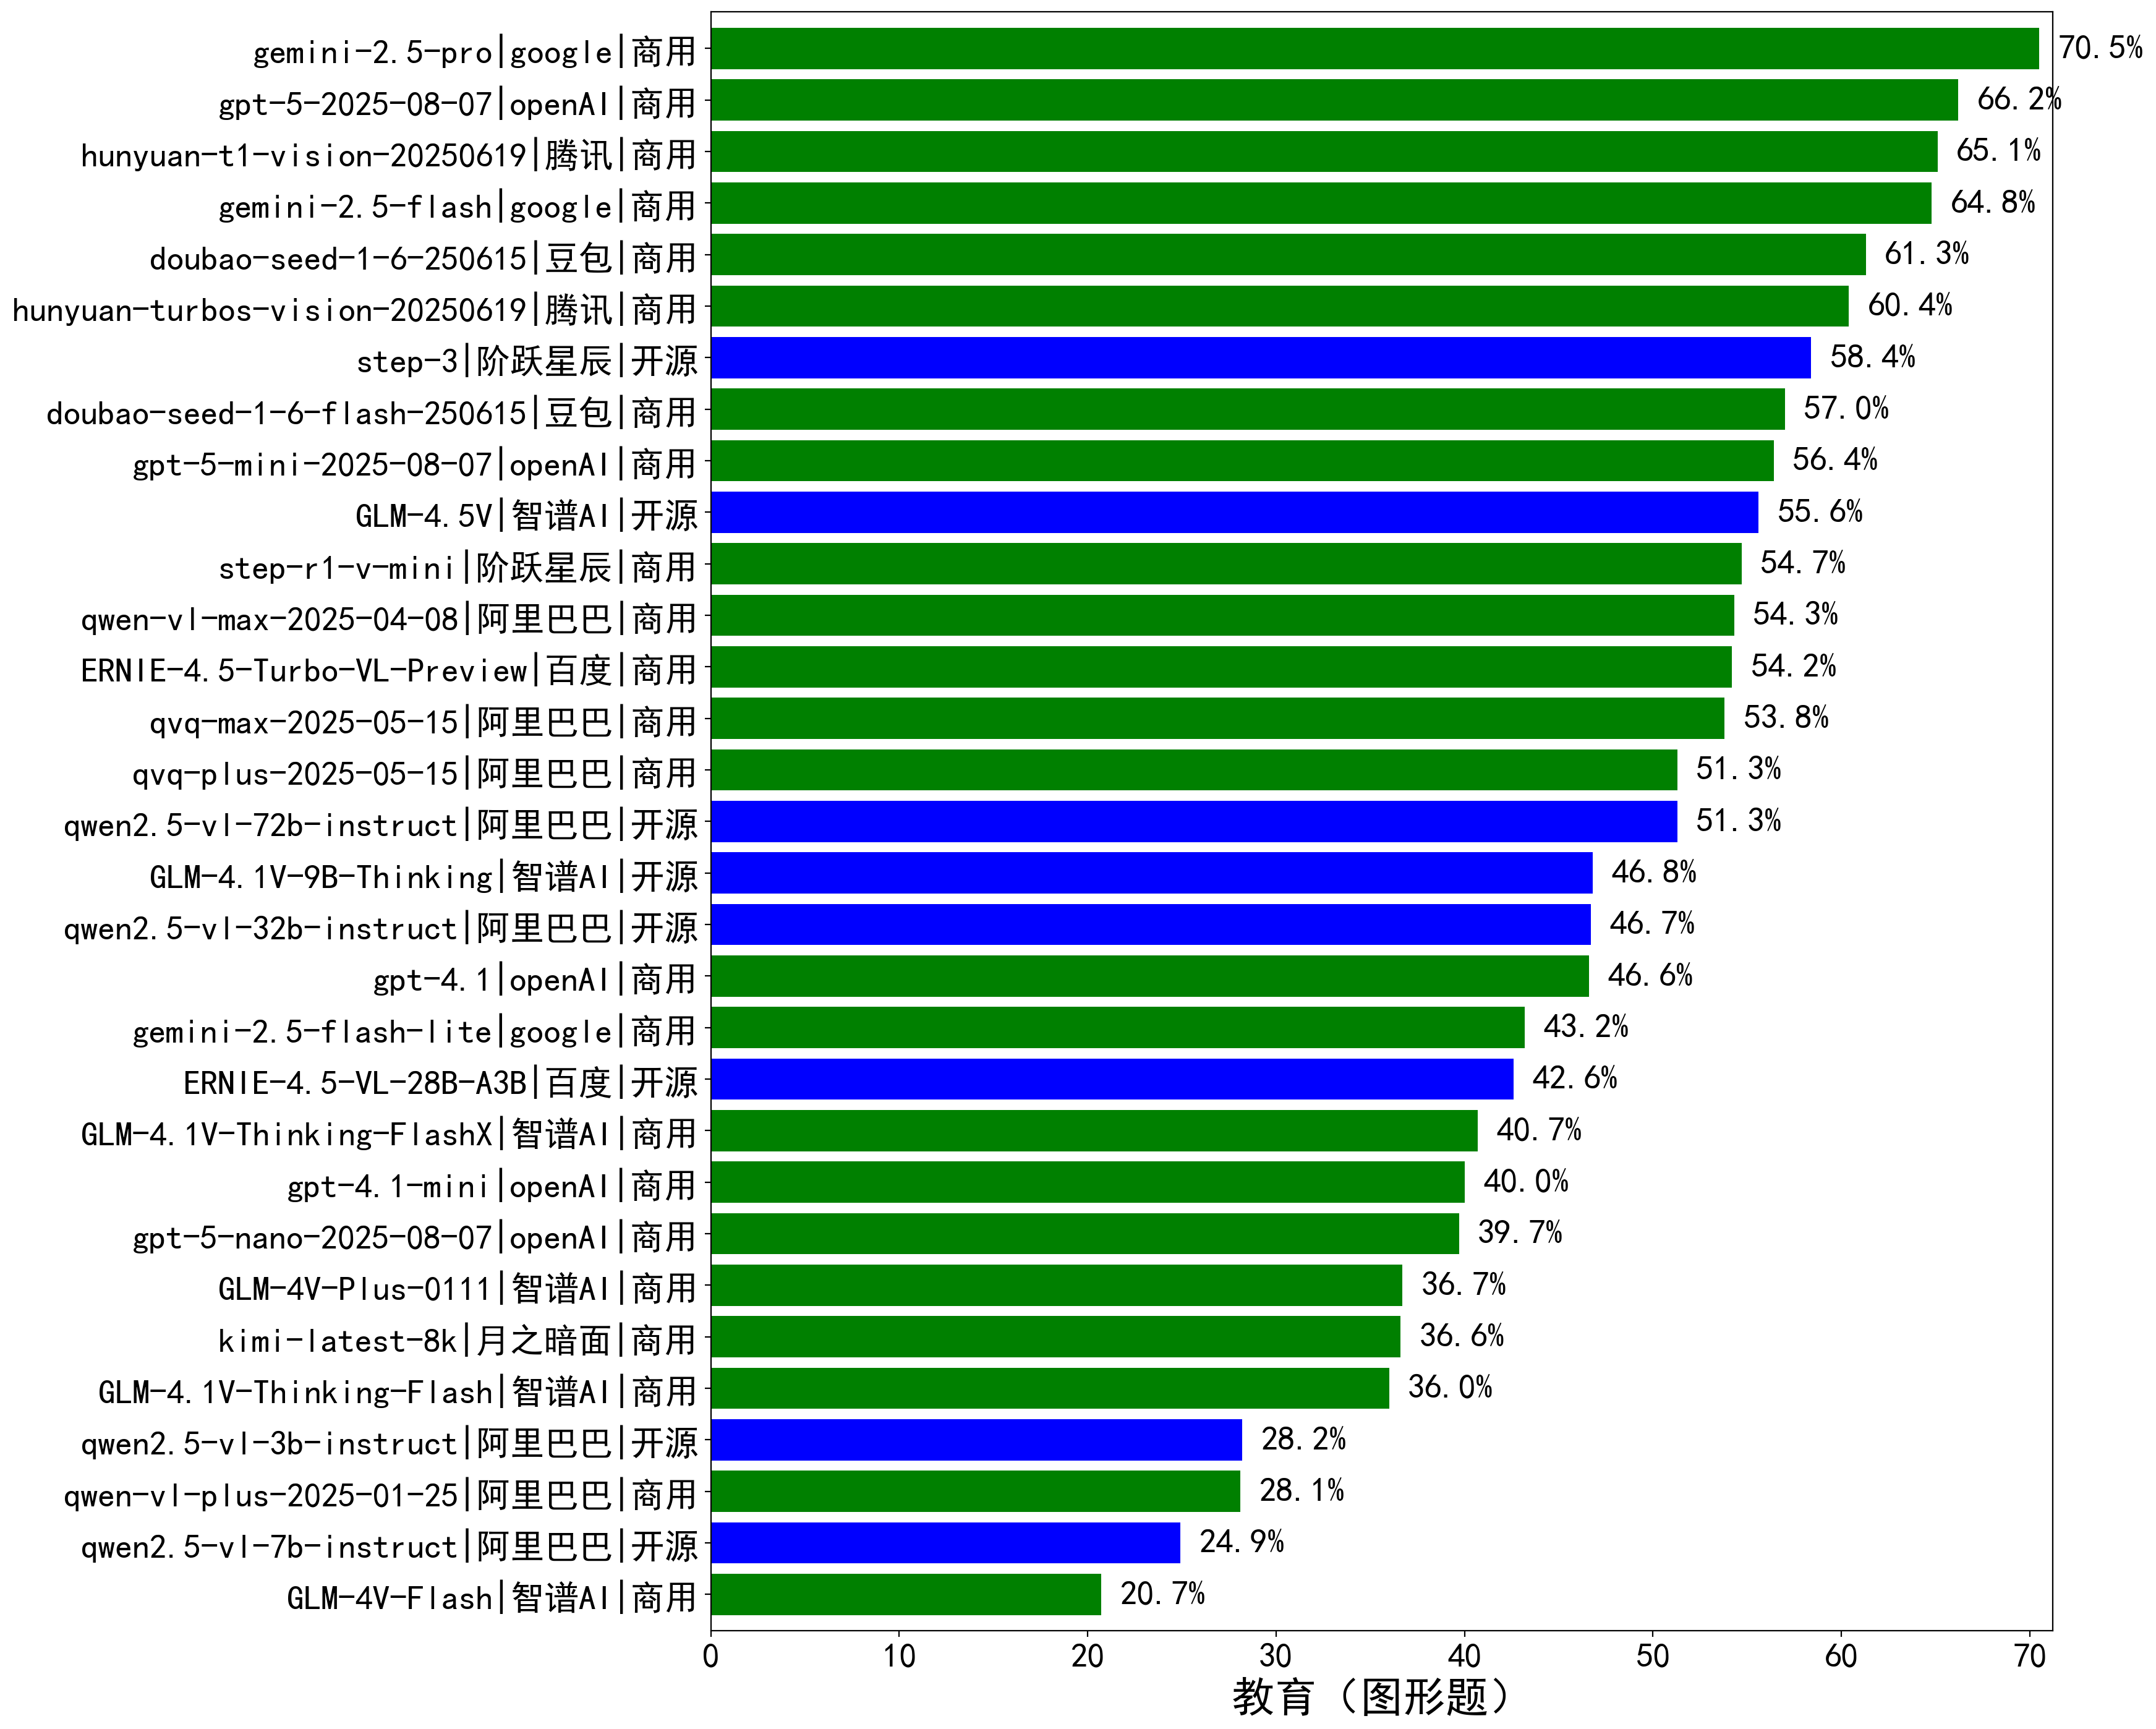 gemini-2.5-pro|google|商用 70.5%
gpt-5-2025-08-07|openAI|商用 66.2%
hunyuan-t1-vision-20250619|腾讯|商用 65.1%
gemini-2.5-flash|google|商用 64.8%
doubao-seed-1-6-250615|豆包|商用 61.3%
hunyuan-turbos-vision-20250619|腾讯|商用 60.4%
step-3|阶跃星辰|开源 58.4%
doubao-seed-1-6-flash-250615|豆包|商用 57.0%
gpt-5-mini-2025-08-07|openAI|商用 56.4%
GLM-4.5V|智谱AI|开源 55.6%
step-r1-v-mini|阶跃星辰|商用 54.7%
qwen-vl-max-2025-04-08|阿里巴巴|商用 54.3%
ERNIE-4.5-Turbo-VL-Preview|百度|商用 54.2%
qvq-max-2025-05-15|阿里巴巴|商用 53.8%
qvq-plus-2025-05-15|阿里巴巴|商用 51.3%
qwen2.5-vl-72b-instruct|阿里巴巴|开源 51.3%
GLM-4.1V-9B-Thinking|智谱AI|开源 46.8%
qwen2.5-vl-32b-instruct|阿里巴巴|开源 46.7%
gpt-4.1|openAI|商用 46.6%
gemini-2.5-flash-lite|google|商用 43.2%
ERNIE-4.5-VL-28B-A3B|百度|开源 42.6%
GLM-4.1V-Thinking-FlashX|智谱AI|商用 40.7%
gpt-4.1-mini|openAI|商用 40.0%
gpt-5-nano-2025-08-07|openAI|商用 39.7%
GLM-4V-Plus-0111|智谱AI|商用 36.7%
kimi-latest-8k|月之暗面|商用 36.6%
GLM-4.1V-Thinking-Flash|智谱AI|商用 36.0%
qwen2.5-vl-3b-instruct|阿里巴巴|开源 28.2%
qwen-vl-plus-2025-01-25|阿里巴巴|商用 28.1%
qwen2.5-vl-7b-instruct|阿里巴巴|开源 24.9%
GLM-4V-Flash|智谱AI|商用 20.7%
0 10 20 30 40 50 60 70
教育（图形题）